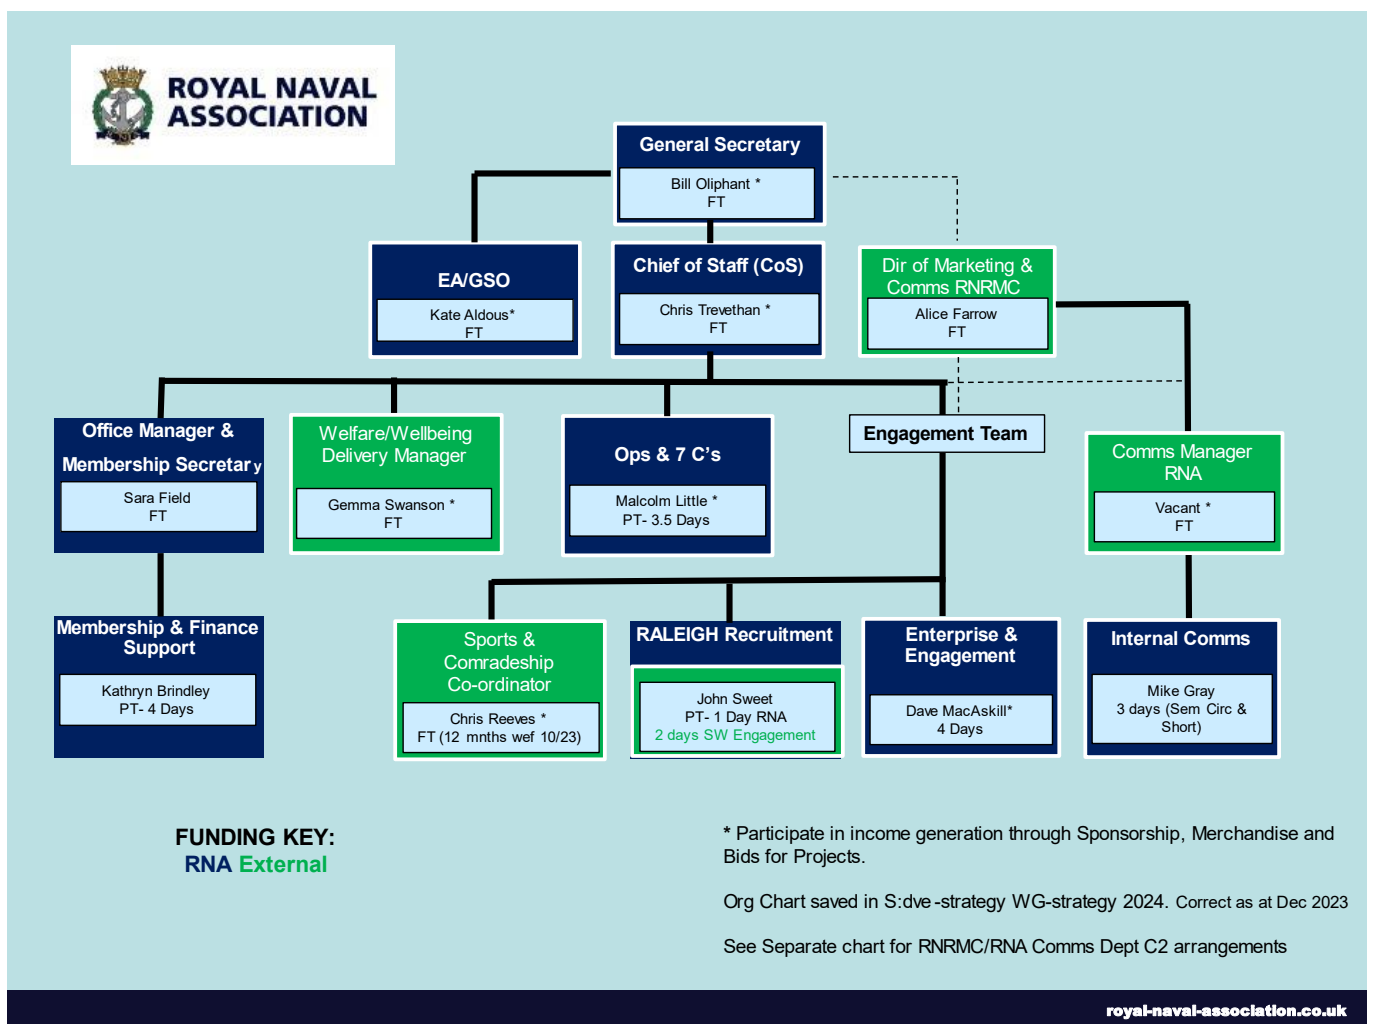 ROYAL NAVAL
ASSOCIATION
General Secretary
Bill Oliphant *
FT
EA/GSO
Kate Aldous*
FT
Chief of Staff (CoS)
Chris Trevethan *
FT
Dir of Marketing &
Comms RNRMC
Alice Farrow
FT
Office Manager &
Membership Secretary
Sara Field
FT
Welfare/Wellbeing
Delivery Manager
Gemma Swanson *
FT
Ops & 7 C's
Malcolm Little *
PT- 3.5 Days
Engagement Team
Comms Manager
RNA
Vacant *
FT
Membership & Finance
Support
Kathryn Brindley
PT- 4 Days
Sports &
Comradeship
Co-ordinator
Chris Reeves *
FT (12 mnths wef 10/23)
RALEIGH Recruitment
John Sweet
PT- 1 Day RNA
2 days SW Engagement
Enterprise &
Engagement
Dave MacAskill*
4 Days
Internal Comms
Mike Gray
3 days (Sem Circ &
Short)
FUNDING KEY:
RNA External
* Participate in income generation through Sponsorship, Merchandise and
Bids for Projects.
Org Chart saved in S:dve-strategy WG-strategy 2024. Correct as at Dec 2023
See Separate chart for RNRMC/RNA Comms Dept C2 arrangements
royal-naval-association.co.uk